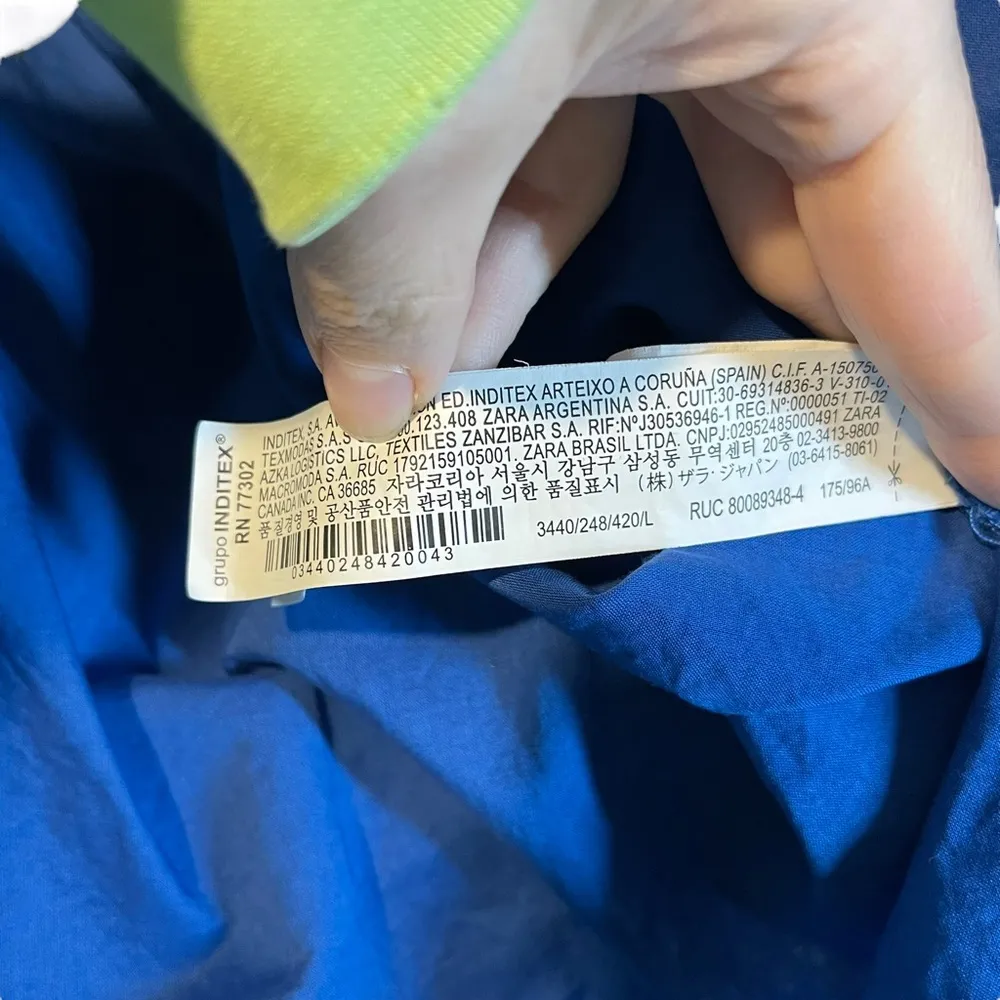 grupo INDITEX®
RN 77302
INDITEX, S.A. ED.INDITEX ARTEIXO A CORUÑA (SPAIN) C.I.F.
TEXMODAS S.A.S 0.123.408 ZARA ARGENTINA S.A. CUIT:30-69314836-3
AZKA LOGISTICS LLC, TEXTILES ZANZIBAR S.A. RIF:NºJ30536946-1 REG.Nº:0000051 TI-02
MACROMODA S.A. RUC 1792159105001. ZARA BRASIL LTDA. CNPJ:02952485000491 ZARA
CANADA INC. CA 36685 자라코리아 서울시 강남구 삼성동 무역센터 20층 02-3413-9800
품질경영 및 공산품안전 관리법에 의한 품질표시 (株) ザラ・ジャパン (03-6415-8061)
03440248420043
3440/248/420/L
RUC 80089348-4 175/96A